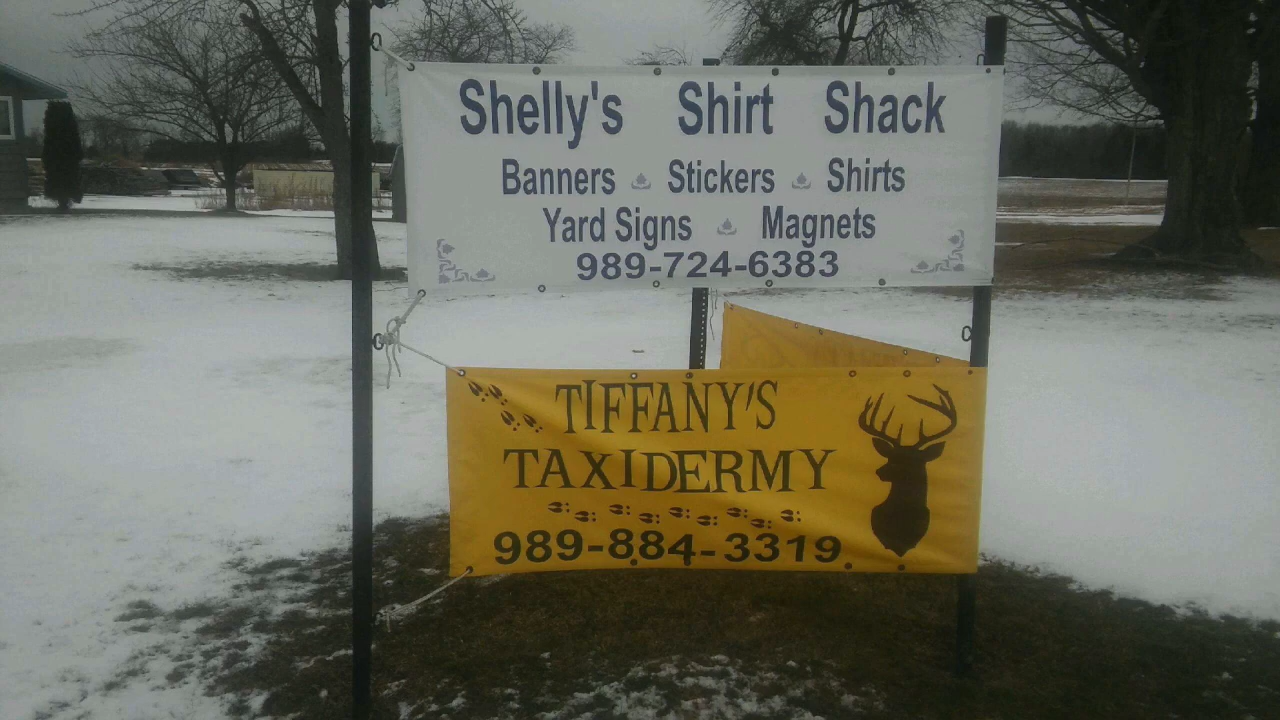 Shelly's Shirt Shack
Banners Stickers Shirts
Yard Signs Magnets
989-724-6383
TIFFANY'S
TAXIDERMY
989-884-3319